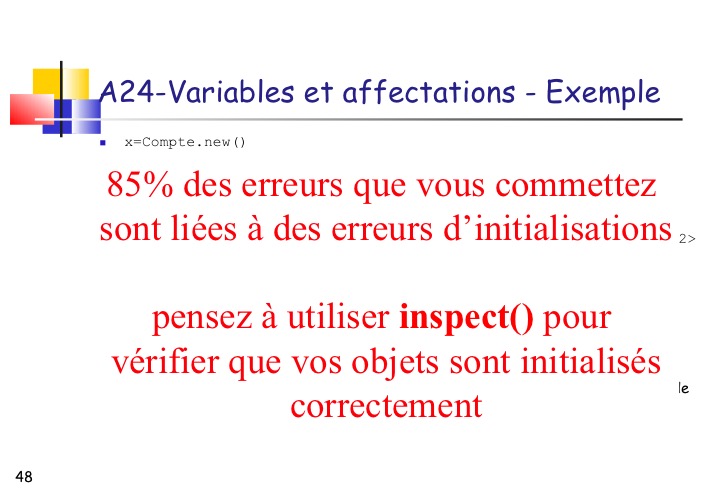 A24-Variables et affectations - Exemple
x=Compte.new()
85% des erreurs que vous commettez
sont liées à des erreurs d’initialisations
2>
pensez à utiliser inspect() pour
vérifier que vos objets sont initialisés
le
correctement
48